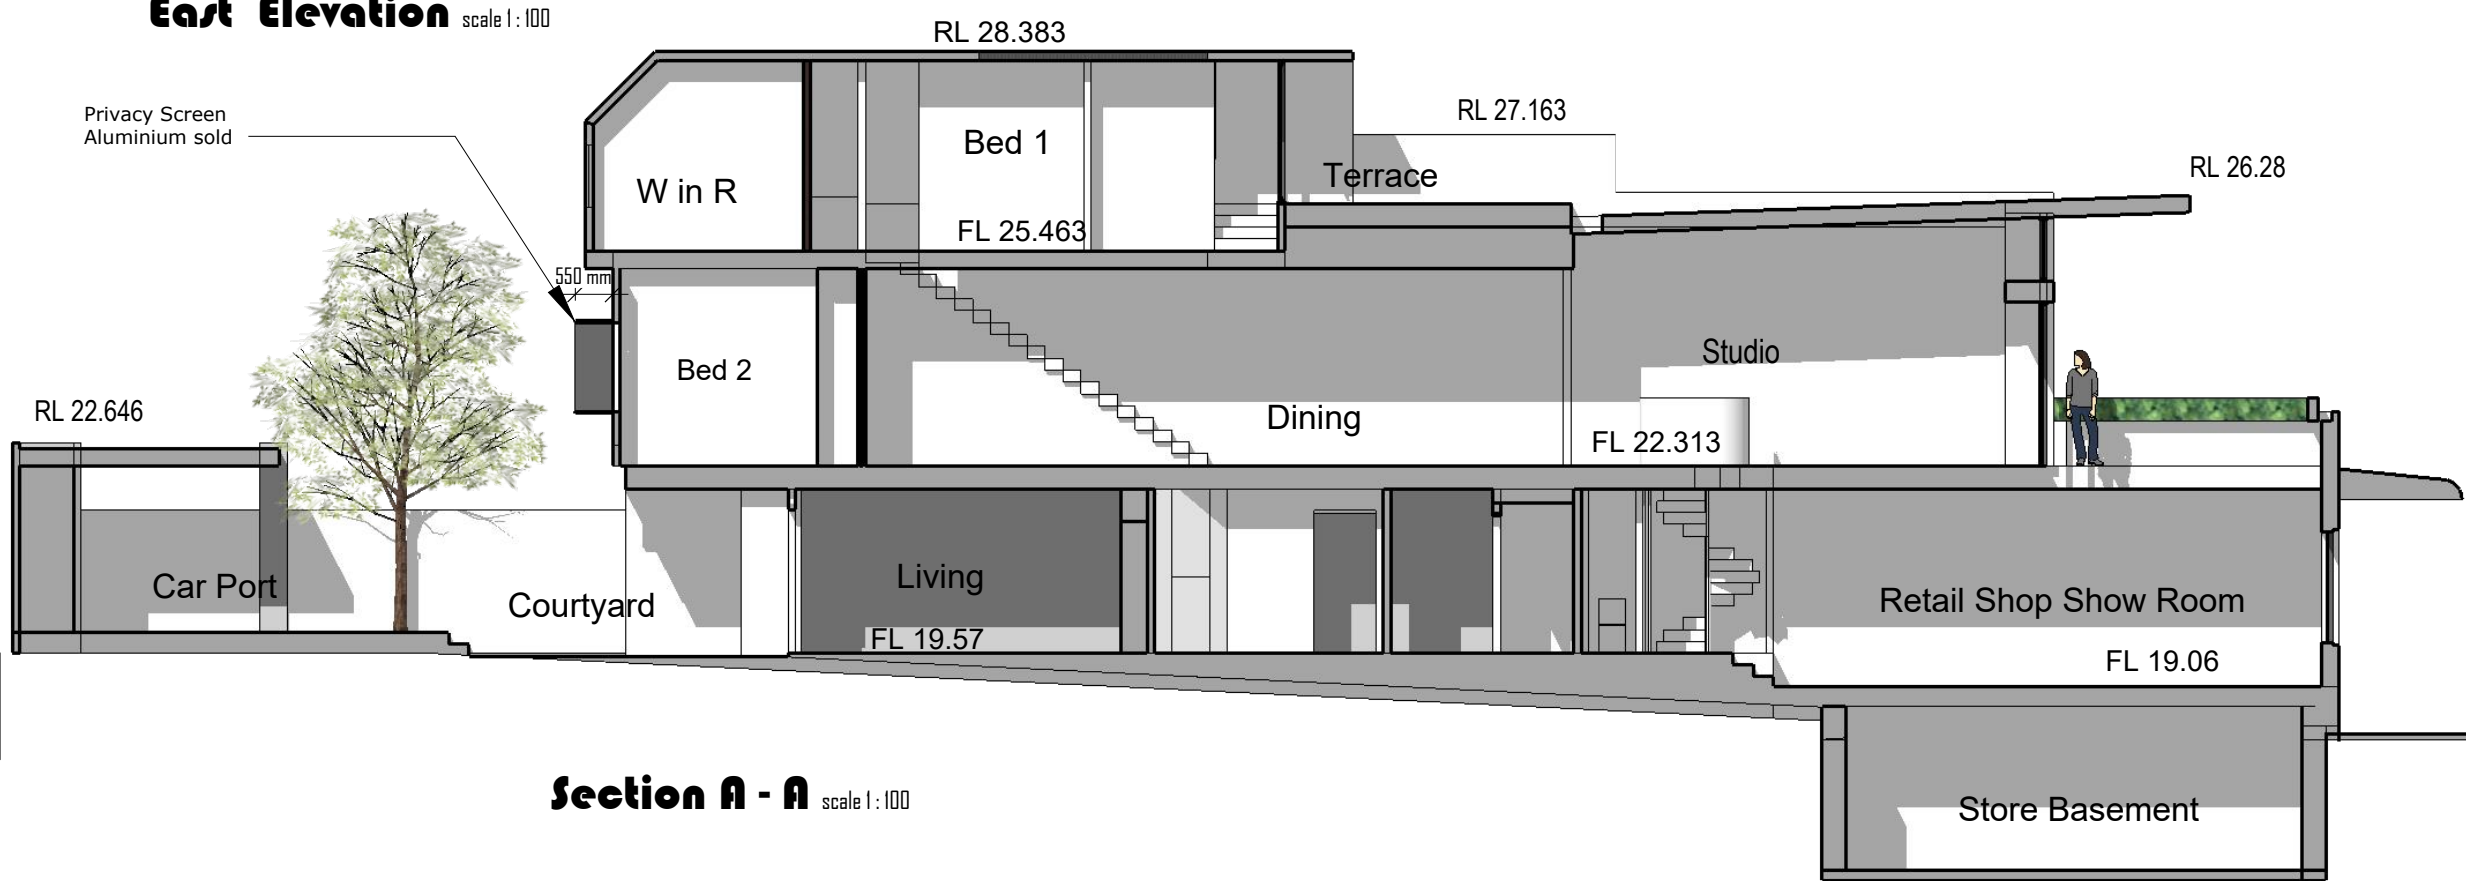 East Elevation scale 1 : 100
RL 28.383
Privacy Screen
Aluminium sold
RL 27.163
Bed 1
W in R
Terrace
RL 26.28
FL 25.463
550 mm
Studio
Bed 2
RL 22.646
Dining
FL 22.313
Car Port
Courtyard
Living
Retail Shop Show Room
FL 19.57
FL 19.06
Section A - A scale 1 : 100
Store Basement